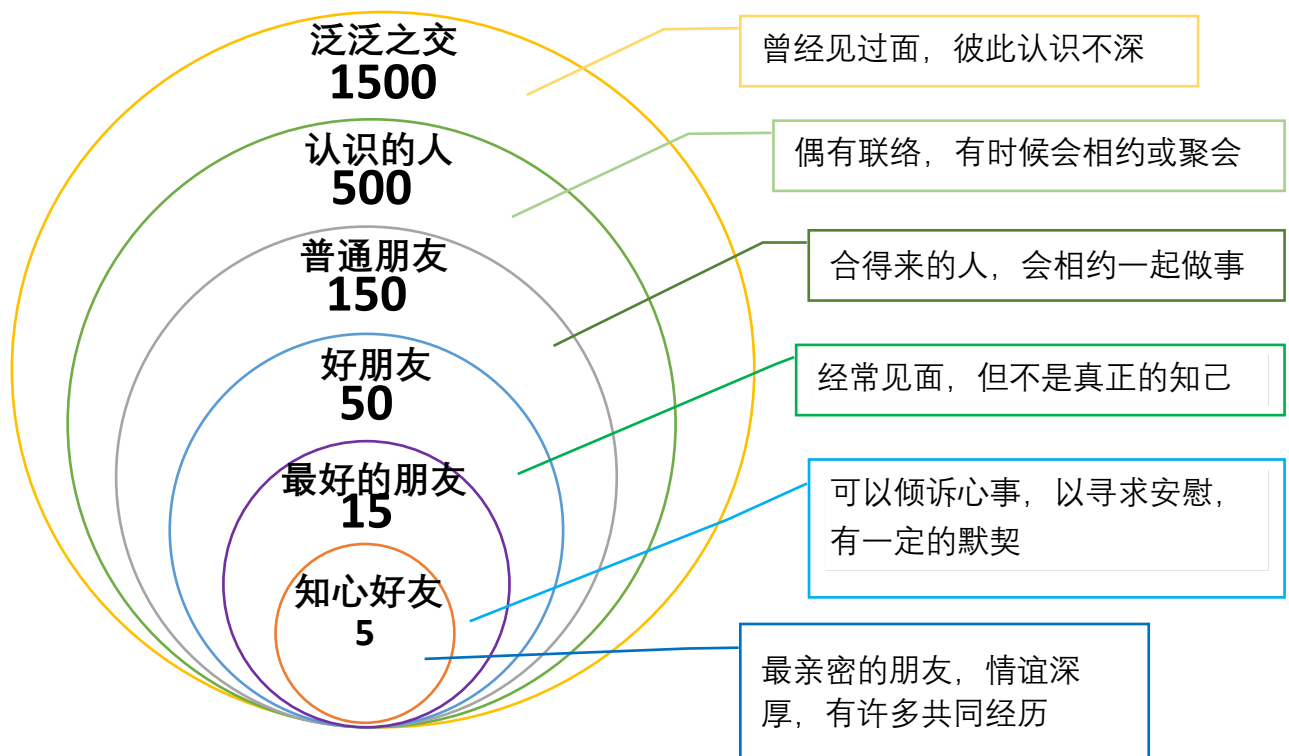 泛泛之交
1500
曾经见过面，彼此认识不深
认识的人
500
偶有联络，有时候会相约或聚会
普通朋友
150
合得来的人，会相约一起做事
好朋友
50
经常见面，但不是真正的知己
最好的朋友
15
可以倾诉心事，以寻求安慰，
有一定的默契
知心好友
5
最亲密的朋友，情谊深
厚，有许多共同经历